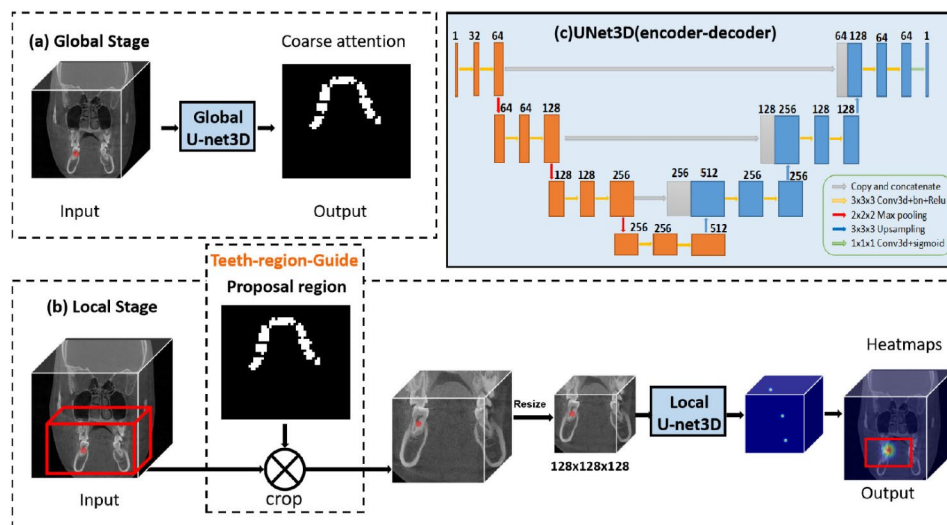 (a) Global Stage
Coarse attention
Global
U-net3D
Input
Output
(c)UNet3D(encoder-decoder)
1 32 64
64 128 64 64 1
64 64 128
128 256 128 128
128 128 256
256 512 256 256
256 256 512
Copy and concatenate
3x3x3 Conv3d+bn+Relu
2x2x2 Max pooling
3x3x3 Upsampling
1x1x1 Conv3d+sigmoid
Teeth-region-Guide
Proposal region
(b) Local Stage
Input
crop
Resize
128x128x128
Local
U-net3D
Heatmaps
Output